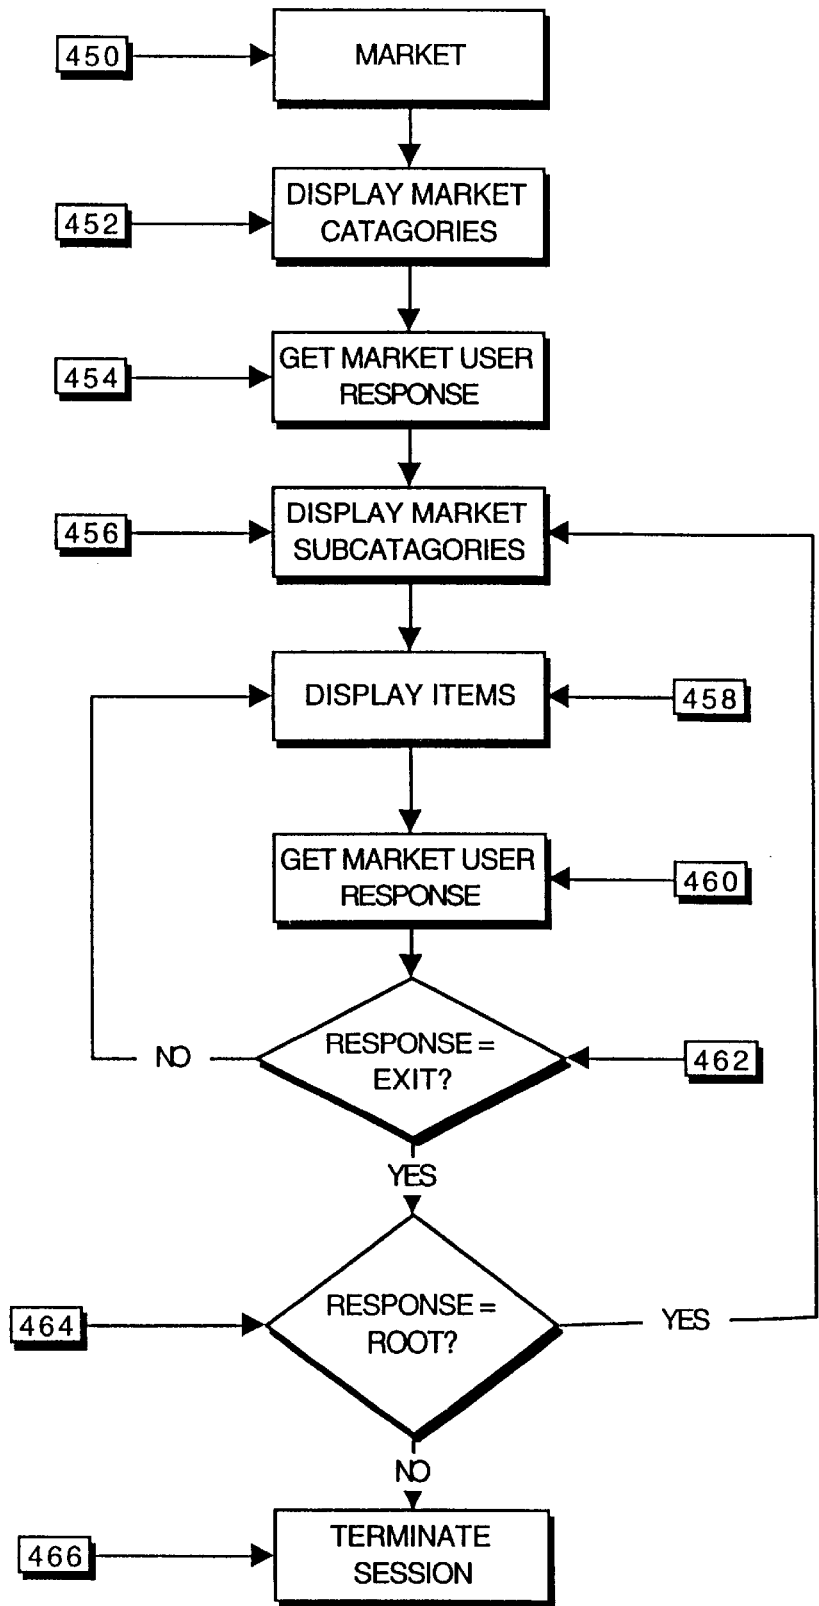 450
MARKET
452
DISPLAY MARKET
CATAGORIES
454
GET MARKET USER
RESPONSE
456
DISPLAY MARKET
SUBCATAGORIES
DISPLAY ITEMS
458
GET MARKET USER
RESPONSE
460
NO
RESPONSE =
EXIT?
462
YES
464
RESPONSE =
ROOT?
YES
NO
466
TERMINATE
SESSION